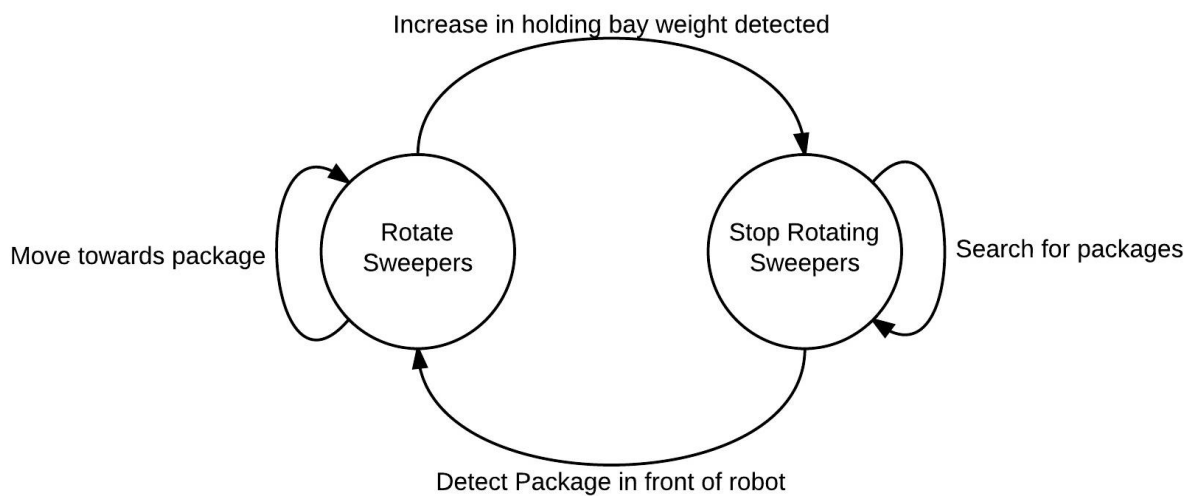 Increase in holding bay weight detected
Rotate
Sweepers
Stop Rotating
Sweepers
Move towards package
Search for packages
Detect Package in front of robot